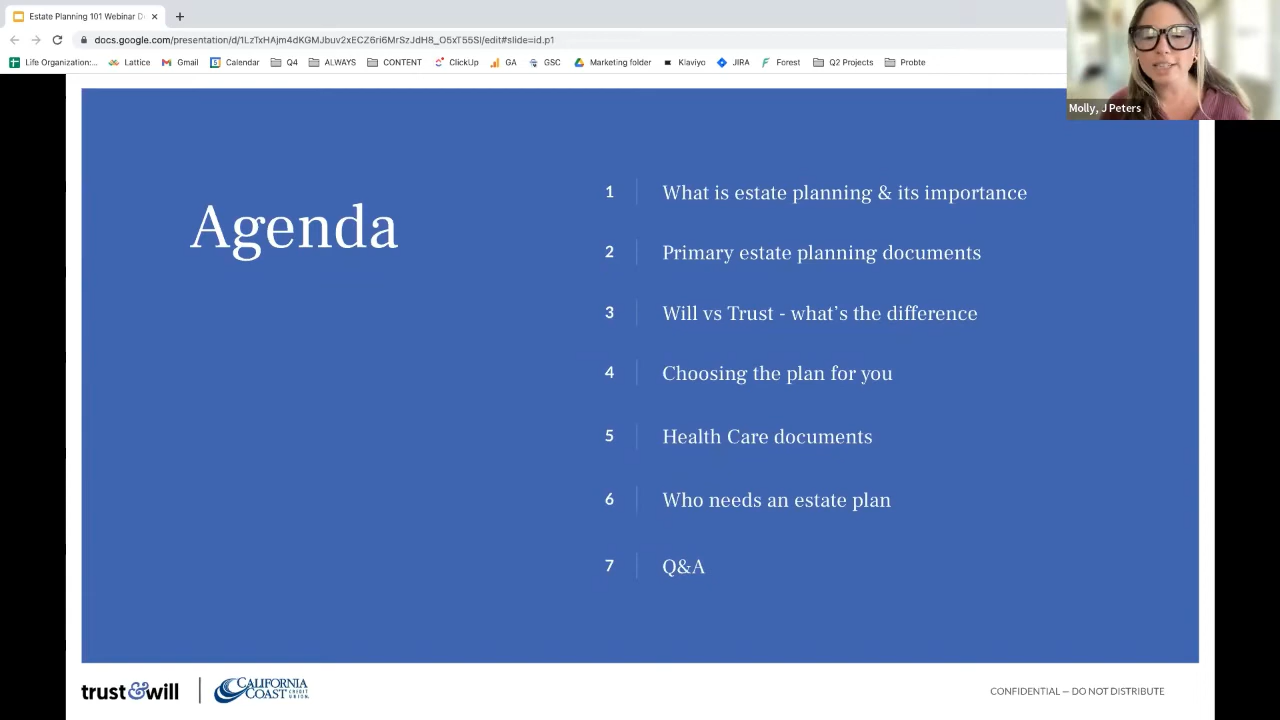 Estate Planning 101 Webinar D
docs.google.com/presentation/d/1LzTxHAjm4dKGMJbuv2xECZ6ri6MrSzJdH8_O5xT55SI/edit#slide=id.p1
Life Organization:... Lattice Gmail Calendar Q4 ALWAYS CONTENT ClickUp GA GSC Marketing folder Klaviyo JIRA Forest Q2 Projects Probte
Molly, J Peters
Agenda
1 What is estate planning & its importance
2 Primary estate planning documents
3 Will vs Trust - what's the difference
4 Choosing the plan for you
5 Health Care documents
6 Who needs an estate plan
7 Q&A
trust&will
CALIFORNIA
COAST CREDIT UNION
CONFIDENTIAL — DO NOT DISTRIBUTE